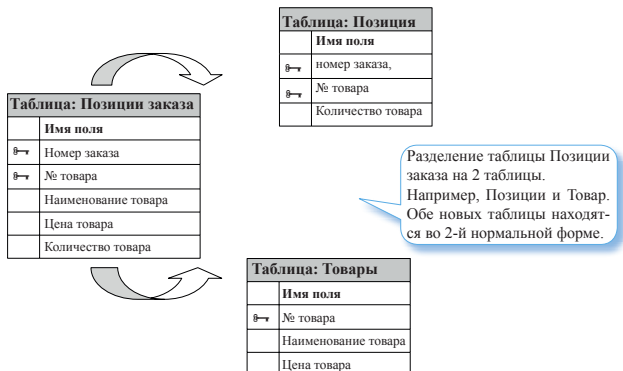 Таблица: Позиция
Имя поля
номер заказа,
№ товара
Количество товара
Таблица: Позиции заказа
Имя поля
Номер заказа
№ товара
Наименование товара
Цена товара
Количество товара
Разделение таблицы Позиции
заказа на 2 таблицы.
Например, Позиции и Товар.
Обе новых таблицы находят-
ся во 2-й нормальной форме.
Таблица: Товары
Имя поля
№ товара
Наименование товара
Цена товара